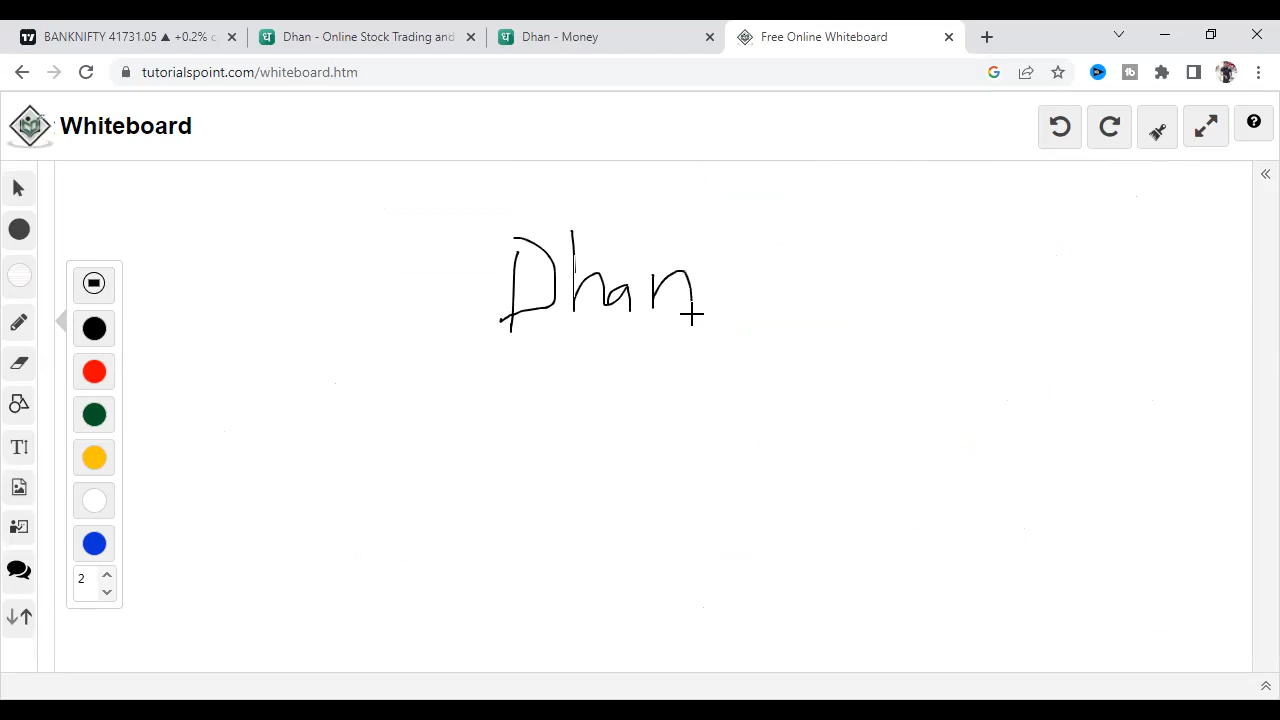 BANKNIFTY 41731.05 ▲ +0.2%
Dhan - Online Stock Trading and
Dhan - Money
Free Online Whiteboard
tutorialspoint.com/whiteboard.htm
Whiteboard
Dhan
2